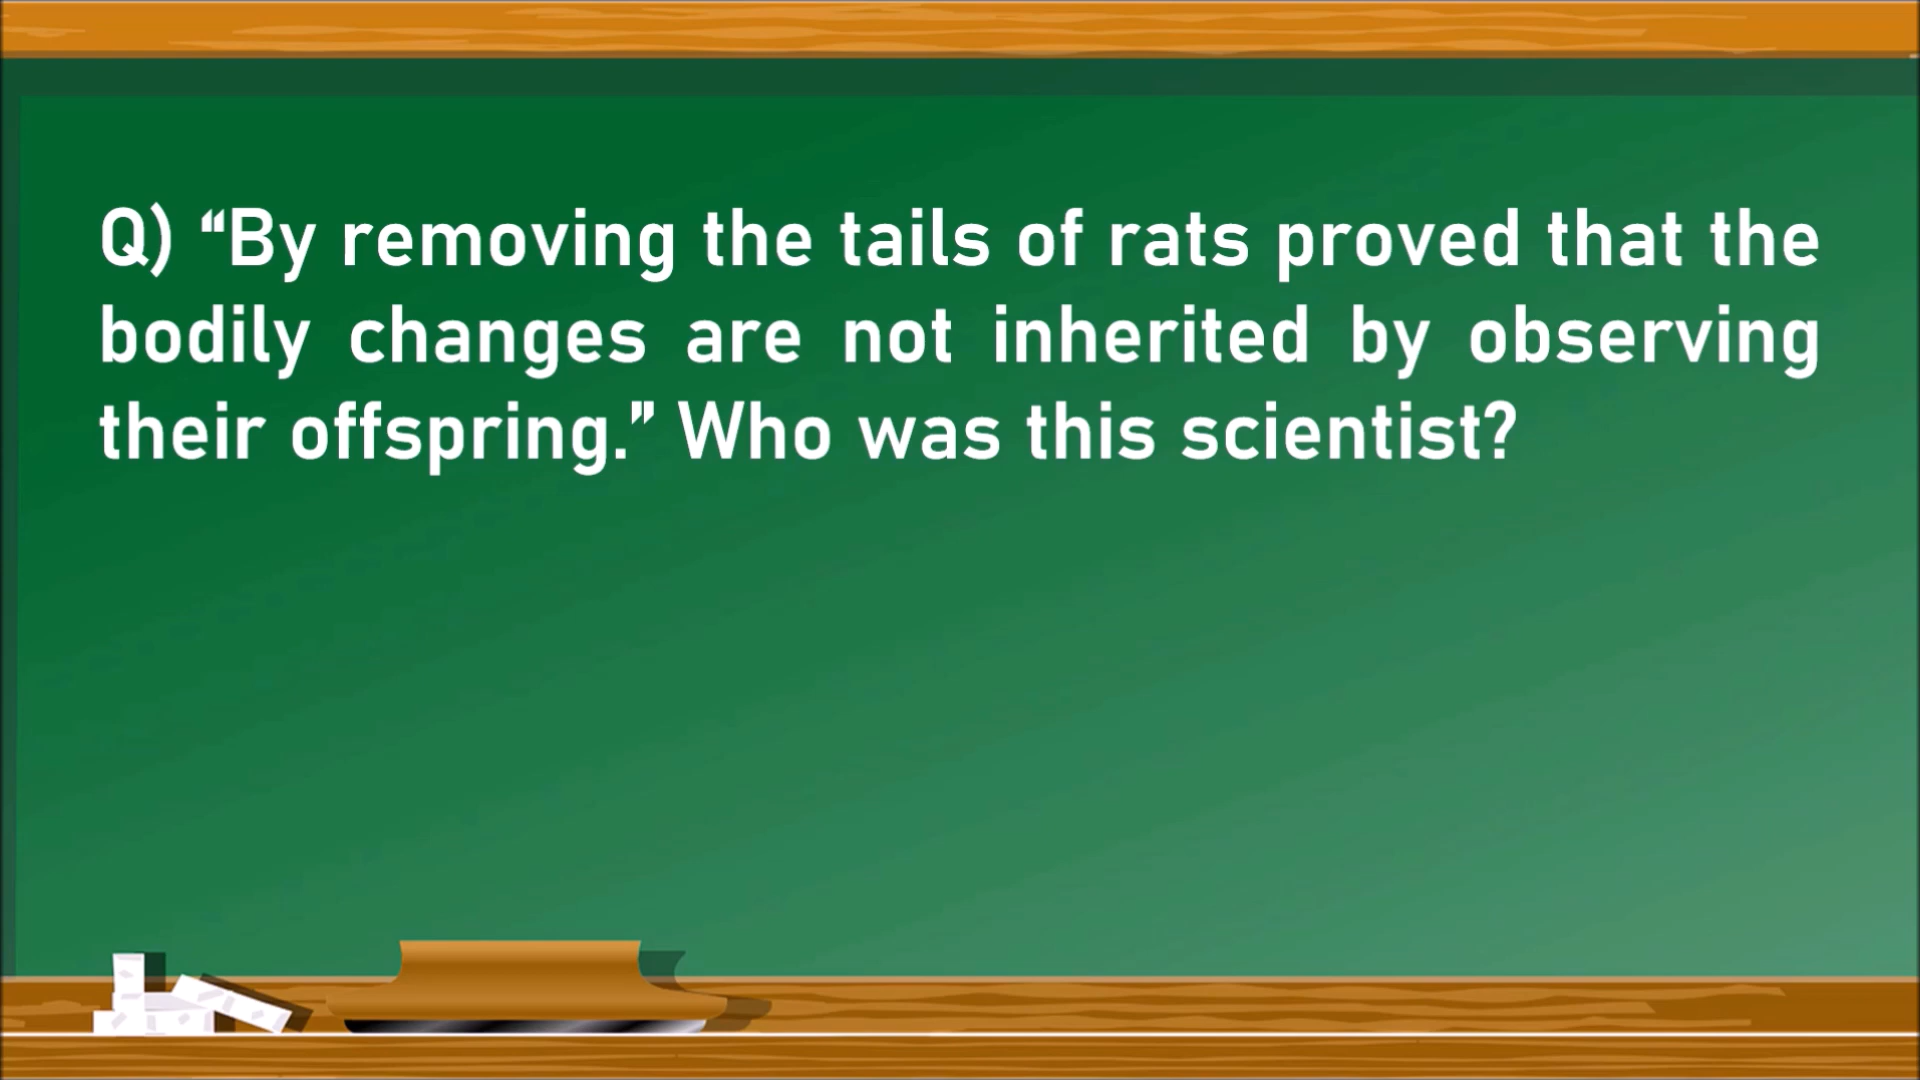 Q) “By removing the tails of rats proved that the
bodily changes are not inherited by observing
their offspring.” Who was this scientist?